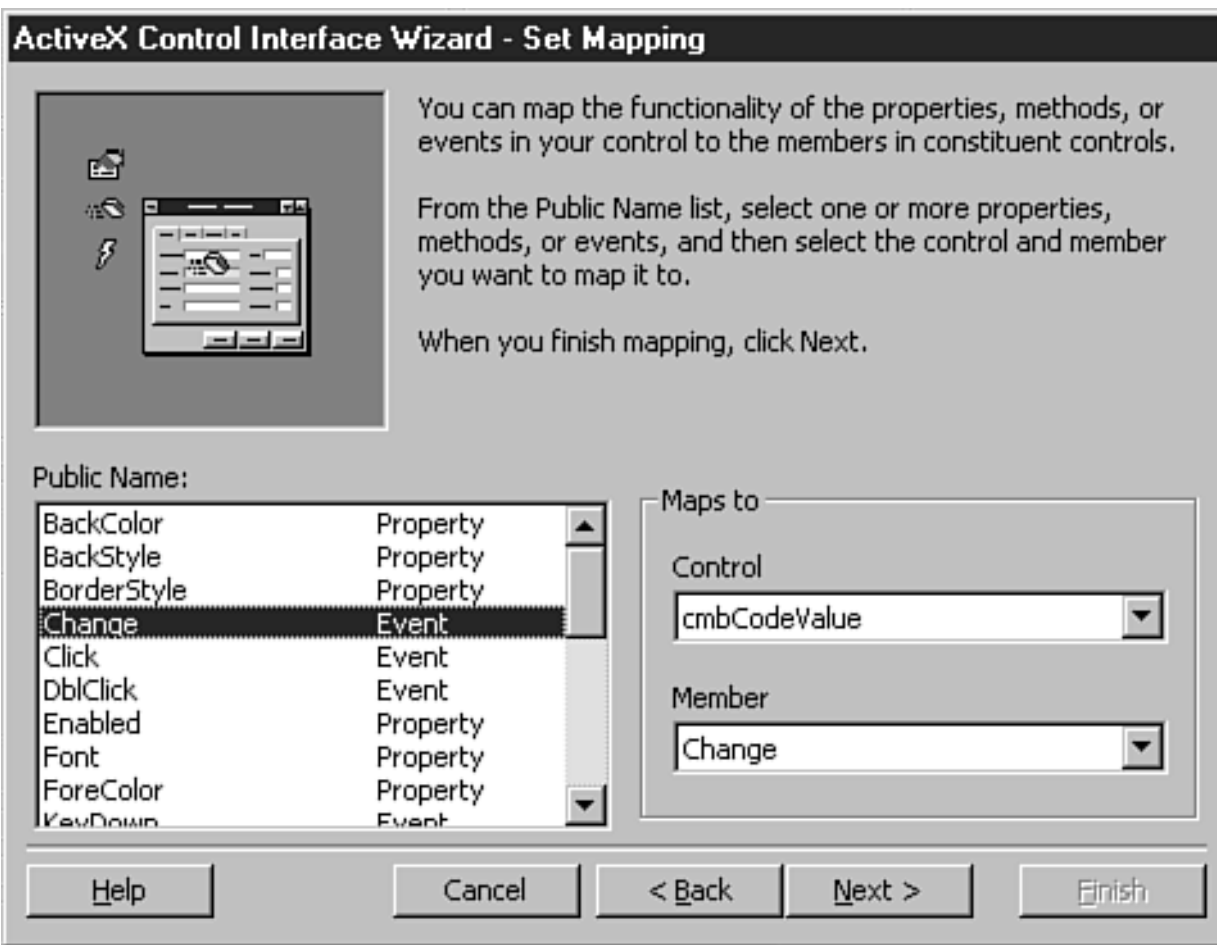 ActiveX Control Interface Wizard - Set Mapping
You can map the functionality of the properties, methods, or
events in your control to the members in constituent controls.
From the Public Name list, select one or more properties,
methods, or events, and then select the control and member
you want to map it to.
When you finish mapping, click Next.
Public Name:
BackColor Property
BackStyle Property
BorderStyle Property
Change Event
Click Event
DblClick Event
Enabled Property
Font Property
ForeColor Property
KeyDown Event
Maps to
Control
cmbCodeValue
Member
Change
Help Cancel < Back Next > Finish